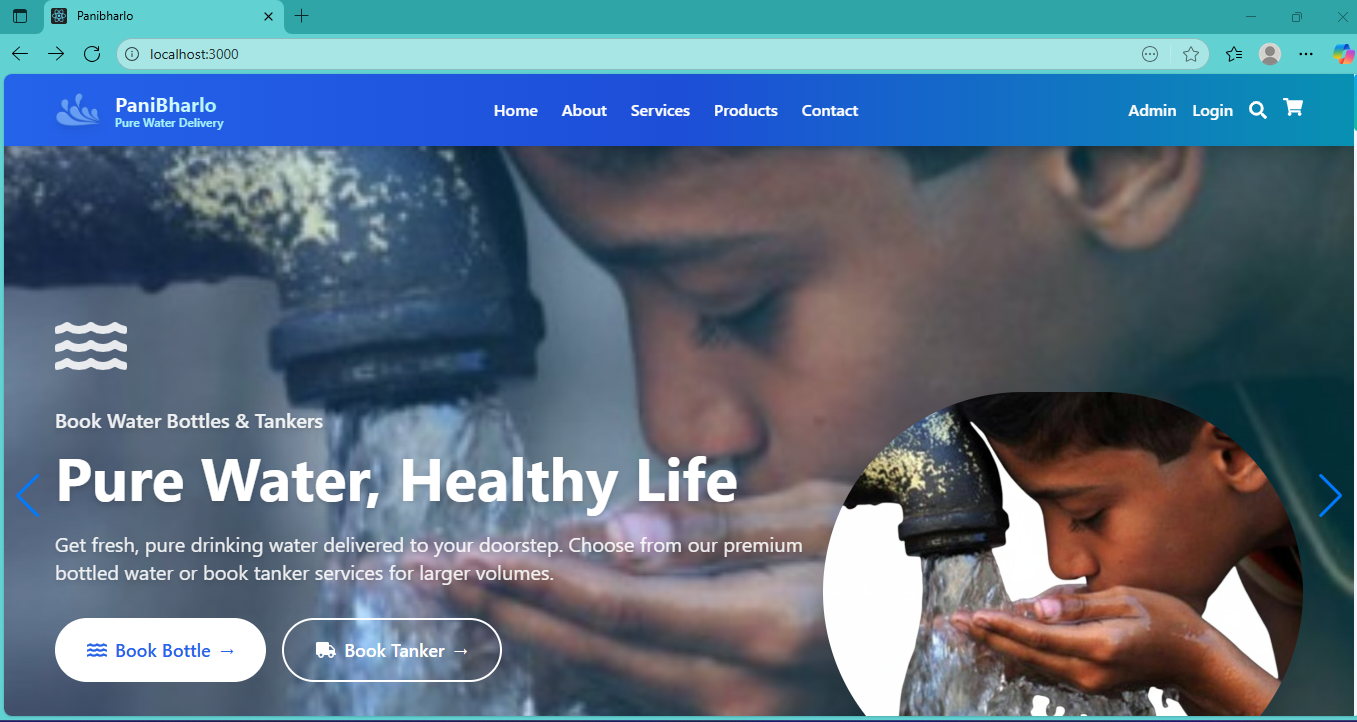 Panibharlo
localhost:3000
PaniBharlo
Pure Water Delivery
Home About Services Products Contact
Admin Login
Book Water Bottles & Tankers
Pure Water, Healthy Life
Get fresh, pure drinking water delivered to your doorstep. Choose from our premium
bottled water or book tanker services for larger volumes.
Book Bottle →
Book Tanker →